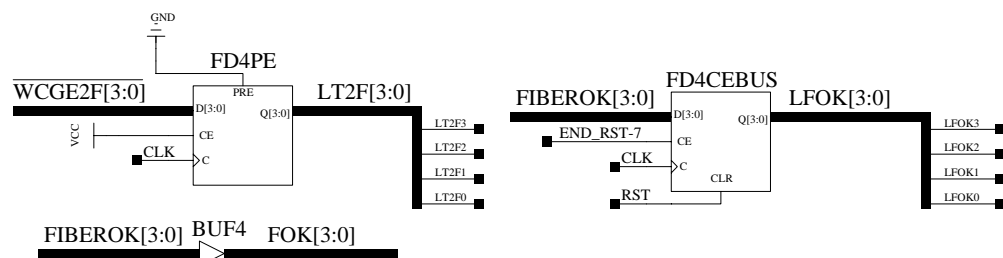 GND
FD4PE
WCGE2F[3:0]
PRE
LT2F[3:0]
D[3:0]
Q[3:0]
VCC
CE
CLK
C
LT2F3
LT2F2
LT2F1
LT2F0
FIBEROK[3:0]
BUF4
FOK[3:0]
FD4CEBUS
FIBEROK[3:0]
LFOK[3:0]
D[3:0]
Q[3:0]
END_RST-7
CE
CLK
C
CLR
RST
LFOK3
LFOK2
LFOK1
LFOK0